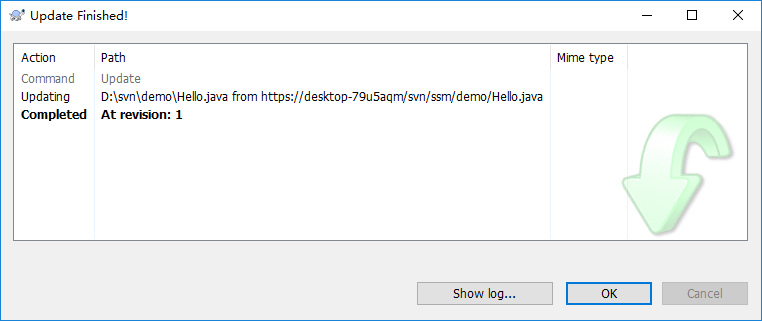 Update Finished!
Action Path Mime type
Command Update
Updating D:\svn\demo\Hello.java from https://desktop-79u5aqm/svn/ssm/demo/Hello.java
Completed At revision: 1
Show log... OK Cancel